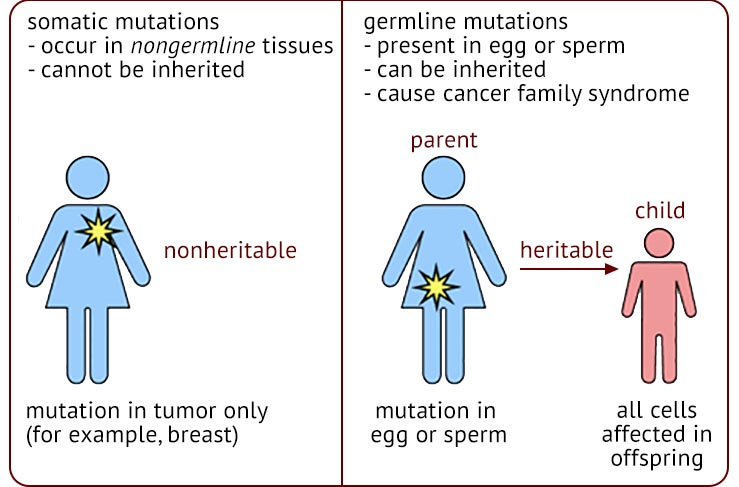 somatic mutations
- occur in nongermline tissues
- cannot be inherited
nonheritable
mutation in tumor only
(for example, breast)
germline mutations
- present in egg or sperm
- can be inherited
- cause cancer family syndrome
parent
heritable
child
mutation in
egg or sperm
all cells
affected in
offspring